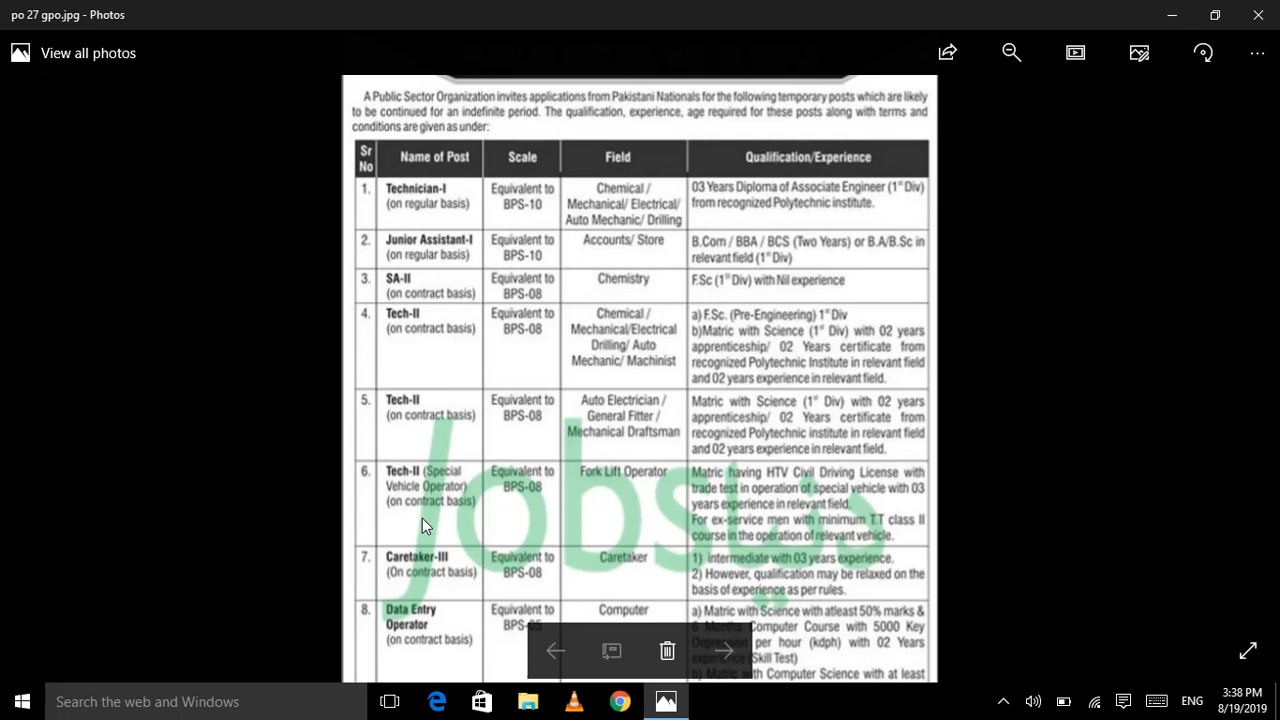 po 27 gpo.jpg - Photos
View all photos
A Public Sector Organization invites applications from Pakistani Nationals for the following temporary posts which are likely
to be continued for an indefinite period. The qualification, experience, age required for these posts along with terms and
conditions are given as under:
Sr No Name of Post Scale Field Qualification/Experience
1. Technician-I Equivalent to Chemical / 03 Years Diploma of Associate Engineer (1st Div)
(on regular basis) BPS-10 Mechanical/ Electrical/ from recognized Polytechnic institute.
Auto Mechanic/ Drilling
2. Junior Assistant-I Equivalent to Accounts/ Store B.Com / BBA / BCS (Two Years) or B.A/B.Sc in
(on regular basis) BPS-10 relevant field (1st Div)
3. SA-II Equivalent to Chemistry F.Sc (1st Div) with Nil experience
(on contract basis) BPS-08
4. Tech-II Equivalent to Chemical / a) F.Sc. (Pre-Engineering) 1st Div
(on contract basis) BPS-08 Mechanical/Electrical b)Matric with Science (1st Div) with 02 years
Drilling/ Auto apprenticeship/ 02 Years certificate from
Mechanic/ Machinist recognized Polytechnic Institute in relevant field
and 02 years experience in relevant field.
5. Tech-II Equivalent to Auto Electrician / Matric with Science (1st Div) with 02 years
(on contract basis) BPS-08 General Fitter / apprenticeship/ 02 Years certificate from
Mechanical Draftsman recognized Polytechnic institute in relevant field
and 02 years experience in relevant field.
6. Tech-II (Special Equivalent to Fork Lift Operator Matric having HTV Civil Driving License with
Vehicle Operator) BPS-08 trade test in operation of special vehicle with 03
(on contract basis) years experience in relevant field.
For ex-service men with minimum T.T class II
course in the operation of relevant vehicle.
7. Caretaker-III Equivalent to Caretaker 1) intermediate with 03 years experience.
(On contract basis) BPS-08 2) However, qualification may be relaxed on the
basis of experience as per rules.
8. Data Entry Equivalent to Computer a) Matric with Science with atleast 50% marks &
Operator BPS-05 6 Months Computer Course with 5000 Key
(on contract basis) Depression per hour (kdph) with 02 Years
experience (Skill Test)
b) Matric with Computer Science with at least
Jobs
Search the web and Windows
ENG
3:38 PM
8/19/2019